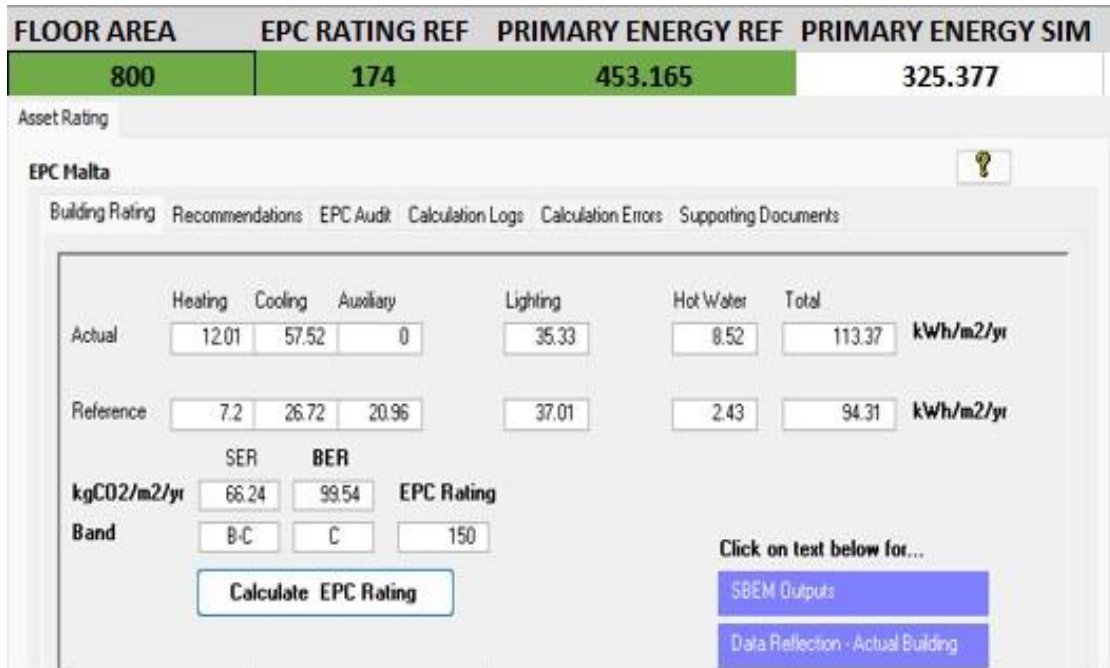 FLOOR AREA EPC RATING REF PRIMARY ENERGY REF PRIMARY ENERGY SIM
800 174 453.165 325.377
Asset Rating
EPC Malta
?
Building Rating Recommendations EPC Audit Calculation Logs Calculation Errors Supporting Documents
Heating Cooling Auxiliary Lighting Hot Water Total
Actual 12.01 57.52 0 35.33 8.52 113.37 kWh/m2/yr
Reference 7.2 26.72 20.96 37.01 2.43 94.31 kWh/m2/yr
SER BER
kgCO2/m2/yr 66.24 99.54 EPC Rating
Band B-C C 150
Click on text below for...
Calculate EPC Rating
SBEM Outputs
Data Reflection - Actual Building